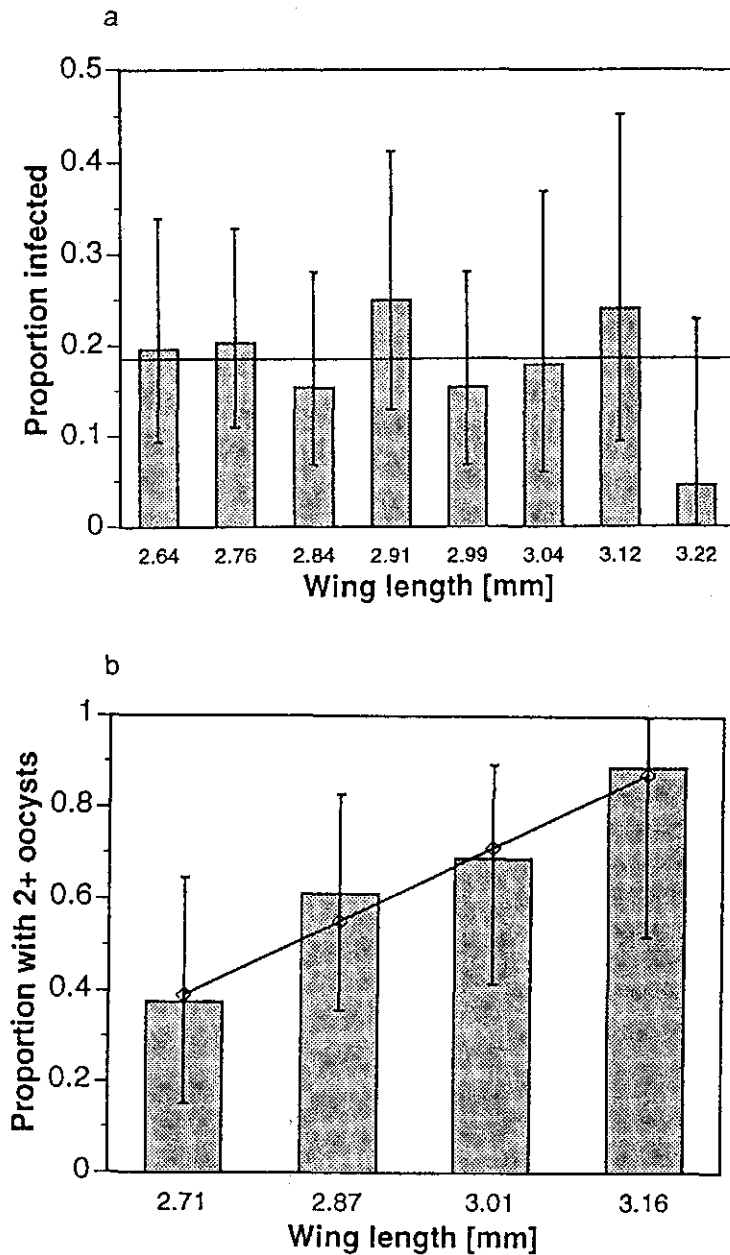 a
0.5
0.4
0.3
0.2
0.1
0
Proportion infected
2.64 2.76 2.84 2.91 2.99 3.04 3.12 3.22
Wing length [mm]
b
1
0.8
0.6
0.4
0.2
0
Proportion with 2+ oocysts
2.71 2.87 3.01 3.16
Wing length [mm]